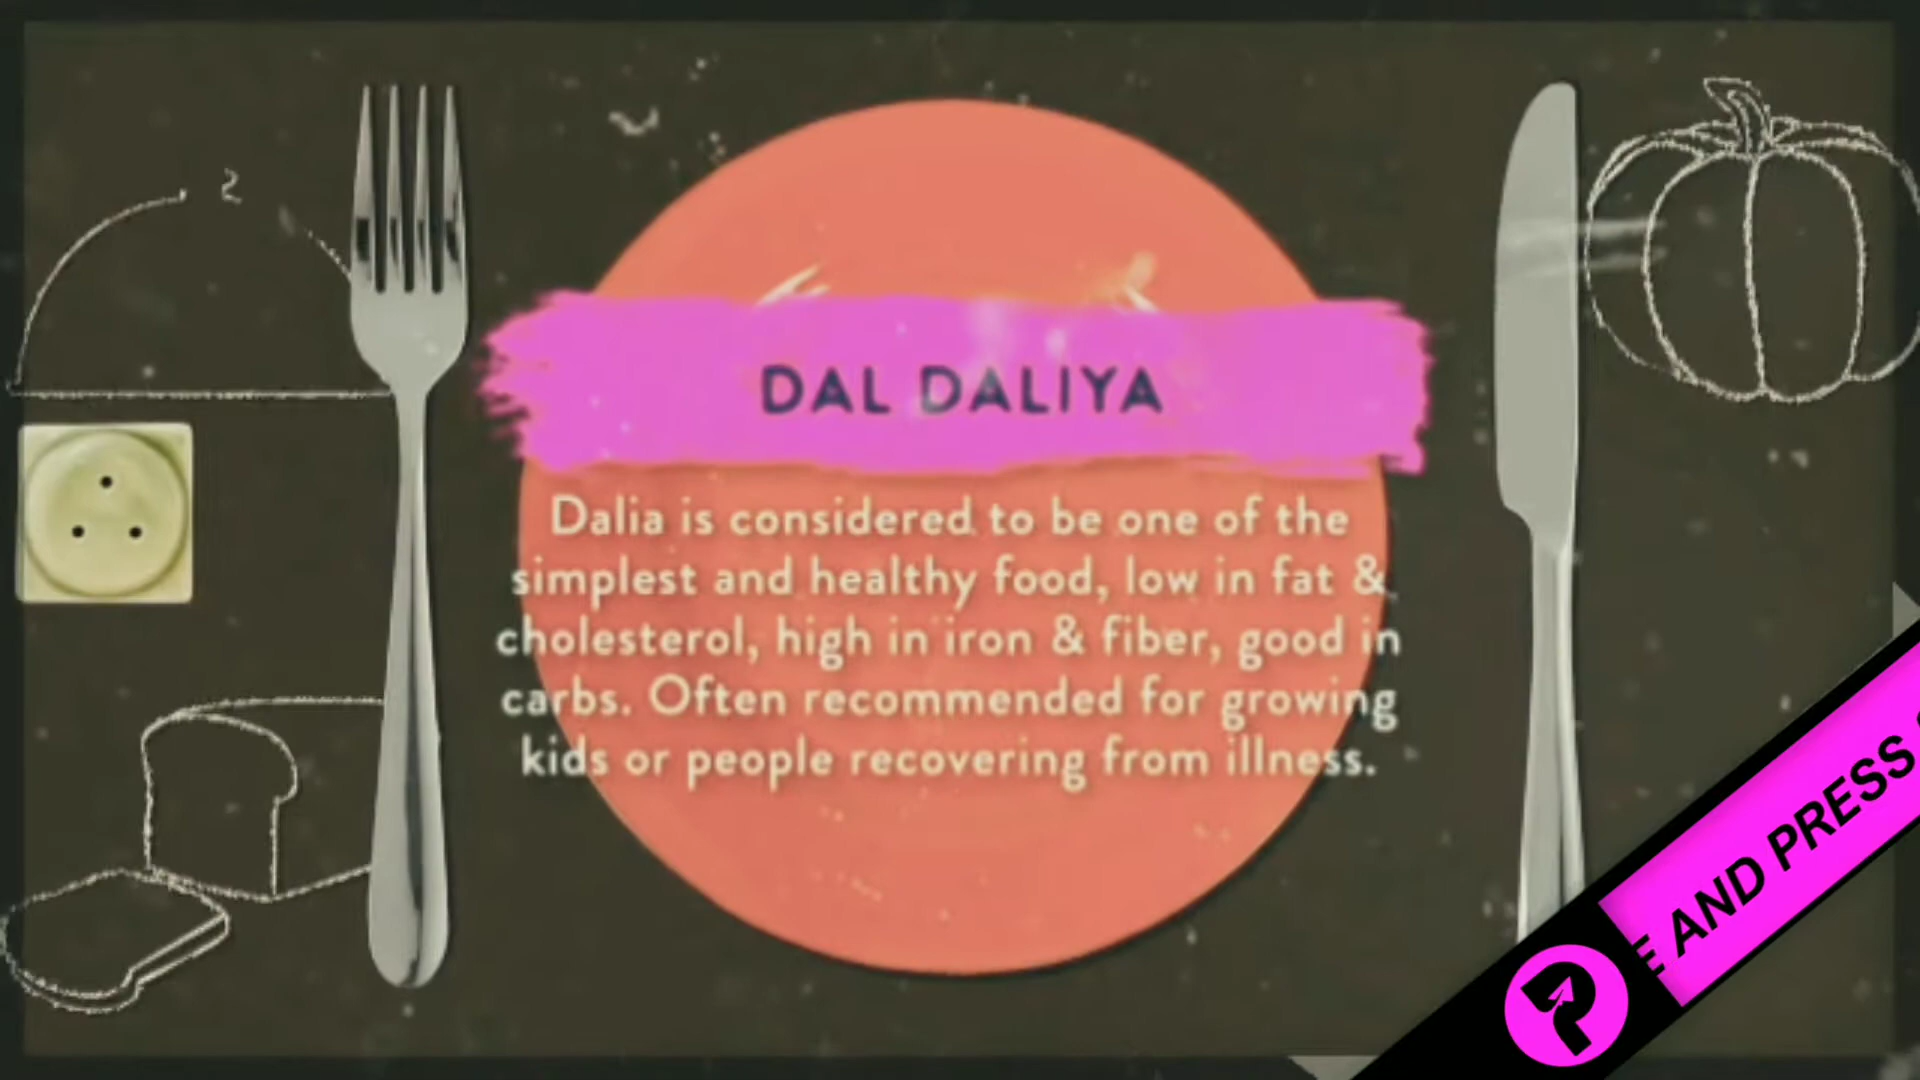 DAL DALIYA
Dalia is considered to be one of the
simplest and healthy food, low in fat &
cholesterol, high in iron & fiber, good in
carbs. Often recommended for growing
kids or people recovering from illness.
AND PRESS